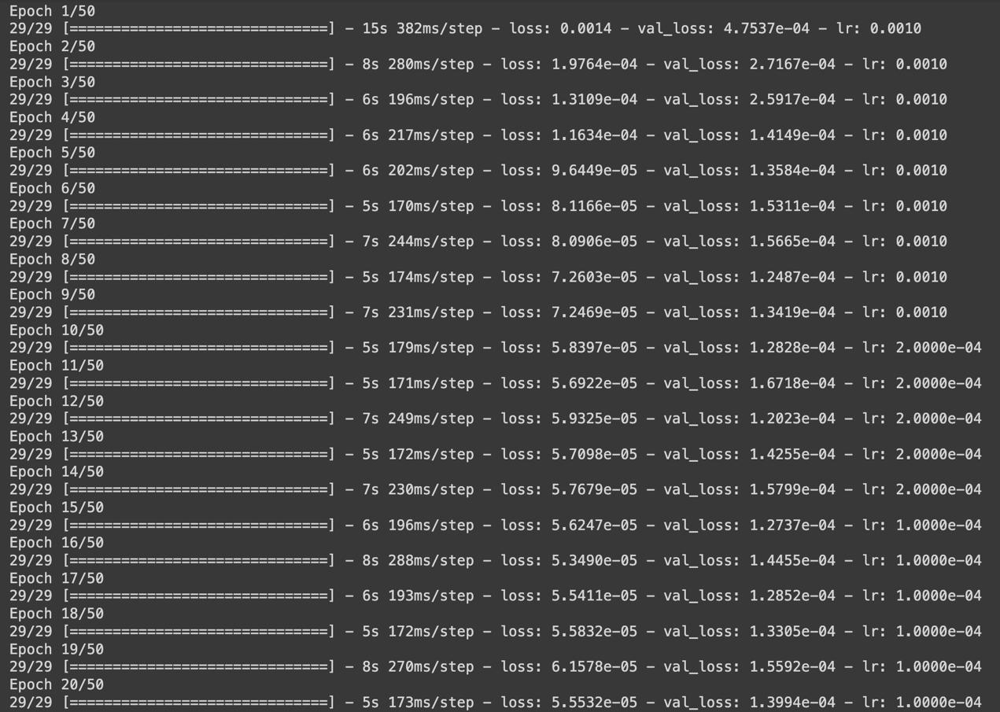 Epoch 1/50
29/29 [==============================] - 15s 382ms/step - loss: 0.0014 - val_loss: 4.7537e-04 - lr: 0.0010
Epoch 2/50
29/29 [==============================] - 8s 280ms/step - loss: 1.9764e-04 - val_loss: 2.7167e-04 - lr: 0.0010
Epoch 3/50
29/29 [==============================] - 6s 196ms/step - loss: 1.3109e-04 - val_loss: 2.5917e-04 - lr: 0.0010
Epoch 4/50
29/29 [==============================] - 6s 217ms/step - loss: 1.1634e-04 - val_loss: 1.4149e-04 - lr: 0.0010
Epoch 5/50
29/29 [==============================] - 6s 202ms/step - loss: 9.6449e-05 - val_loss: 1.3584e-04 - lr: 0.0010
Epoch 6/50
29/29 [==============================] - 5s 170ms/step - loss: 8.1166e-05 - val_loss: 1.5311e-04 - lr: 0.0010
Epoch 7/50
29/29 [==============================] - 7s 244ms/step - loss: 8.0906e-05 - val_loss: 1.5665e-04 - lr: 0.0010
Epoch 8/50
29/29 [==============================] - 5s 174ms/step - loss: 7.2603e-05 - val_loss: 1.2487e-04 - lr: 0.0010
Epoch 9/50
29/29 [==============================] - 7s 231ms/step - loss: 7.2469e-05 - val_loss: 1.3419e-04 - lr: 0.0010
Epoch 10/50
29/29 [==============================] - 5s 179ms/step - loss: 5.8397e-05 - val_loss: 1.2828e-04 - lr: 2.0000e-04
Epoch 11/50
29/29 [==============================] - 5s 171ms/step - loss: 5.6922e-05 - val_loss: 1.6718e-04 - lr: 2.0000e-04
Epoch 12/50
29/29 [==============================] - 7s 249ms/step - loss: 5.9325e-05 - val_loss: 1.2023e-04 - lr: 2.0000e-04
Epoch 13/50
29/29 [==============================] - 5s 172ms/step - loss: 5.7098e-05 - val_loss: 1.4255e-04 - lr: 2.0000e-04
Epoch 14/50
29/29 [==============================] - 7s 230ms/step - loss: 5.7679e-05 - val_loss: 1.5799e-04 - lr: 2.0000e-04
Epoch 15/50
29/29 [==============================] - 6s 196ms/step - loss: 5.6247e-05 - val_loss: 1.2737e-04 - lr: 1.0000e-04
Epoch 16/50
29/29 [==============================] - 8s 288ms/step - loss: 5.3490e-05 - val_loss: 1.4455e-04 - lr: 1.0000e-04
Epoch 17/50
29/29 [==============================] - 6s 193ms/step - loss: 5.5411e-05 - val_loss: 1.2852e-04 - lr: 1.0000e-04
Epoch 18/50
29/29 [==============================] - 5s 172ms/step - loss: 5.5832e-05 - val_loss: 1.3305e-04 - lr: 1.0000e-04
Epoch 19/50
29/29 [==============================] - 8s 270ms/step - loss: 6.1578e-05 - val_loss: 1.5592e-04 - lr: 1.0000e-04
Epoch 20/50
29/29 [==============================] - 5s 173ms/step - loss: 5.5532e-05 - val_loss: 1.3994e-04 - lr: 1.0000e-04